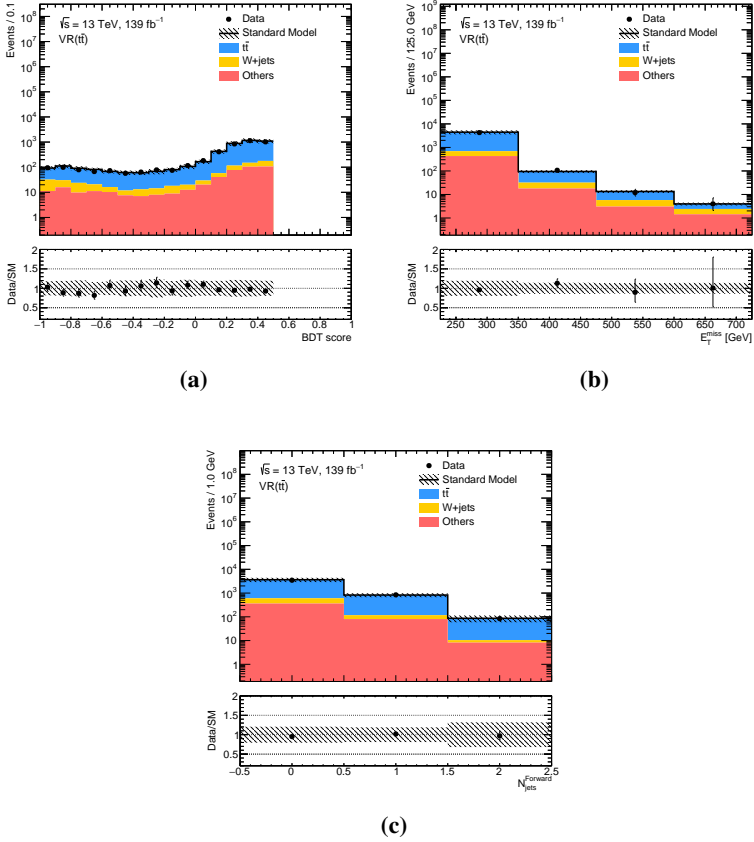 Events / 0.1
10⁸
10⁷
10⁶
10⁵
10⁴
10³
10²
10
1
√s = 13 TeV, 139 fb⁻¹
VR(tt̄)
Data
Standard Model
tt̄
W+jets
Others
Data/SM
2
1.5
1
0.5
−1 −0.8 −0.6 −0.4 −0.2 0 0.2 0.4 0.6 0.8 1
BDT score
(a)
Events / 125.0 GeV
10⁹
10⁸
10⁷
10⁶
10⁵
10⁴
10³
10²
10
1
√s = 13 TeV, 139 fb⁻¹
VR(tt̄)
Data
Standard Model
tt̄
W+jets
Others
Data/SM
2
1.5
1
0.5
250 300 350 400 450 500 550 600 650 700
E_T^miss [GeV]
(b)
Events / 1.0 GeV
10⁸
10⁷
10⁶
10⁵
10⁴
10³
10²
10
1
√s = 13 TeV, 139 fb⁻¹
VR(tt̄)
Data
Standard Model
tt̄
W+jets
Others
Data/SM
2
1.5
1
0.5
−0.5 0 0.5 1 1.5 2 2.5
N_jets^Forward
(c)